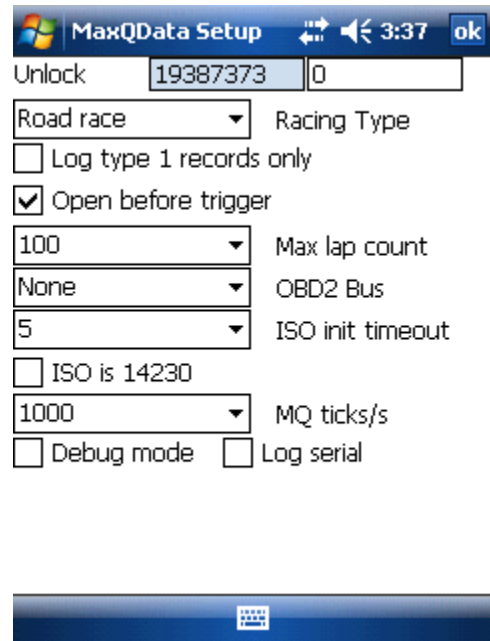 MaxQData Setup 3:37 ok
Unlock 19387373 0
Road race Racing Type
Log type 1 records only
Open before trigger
100 Max lap count
None OBD2 Bus
5 ISO init timeout
ISO is 14230
1000 MQ ticks/s
Debug mode Log serial